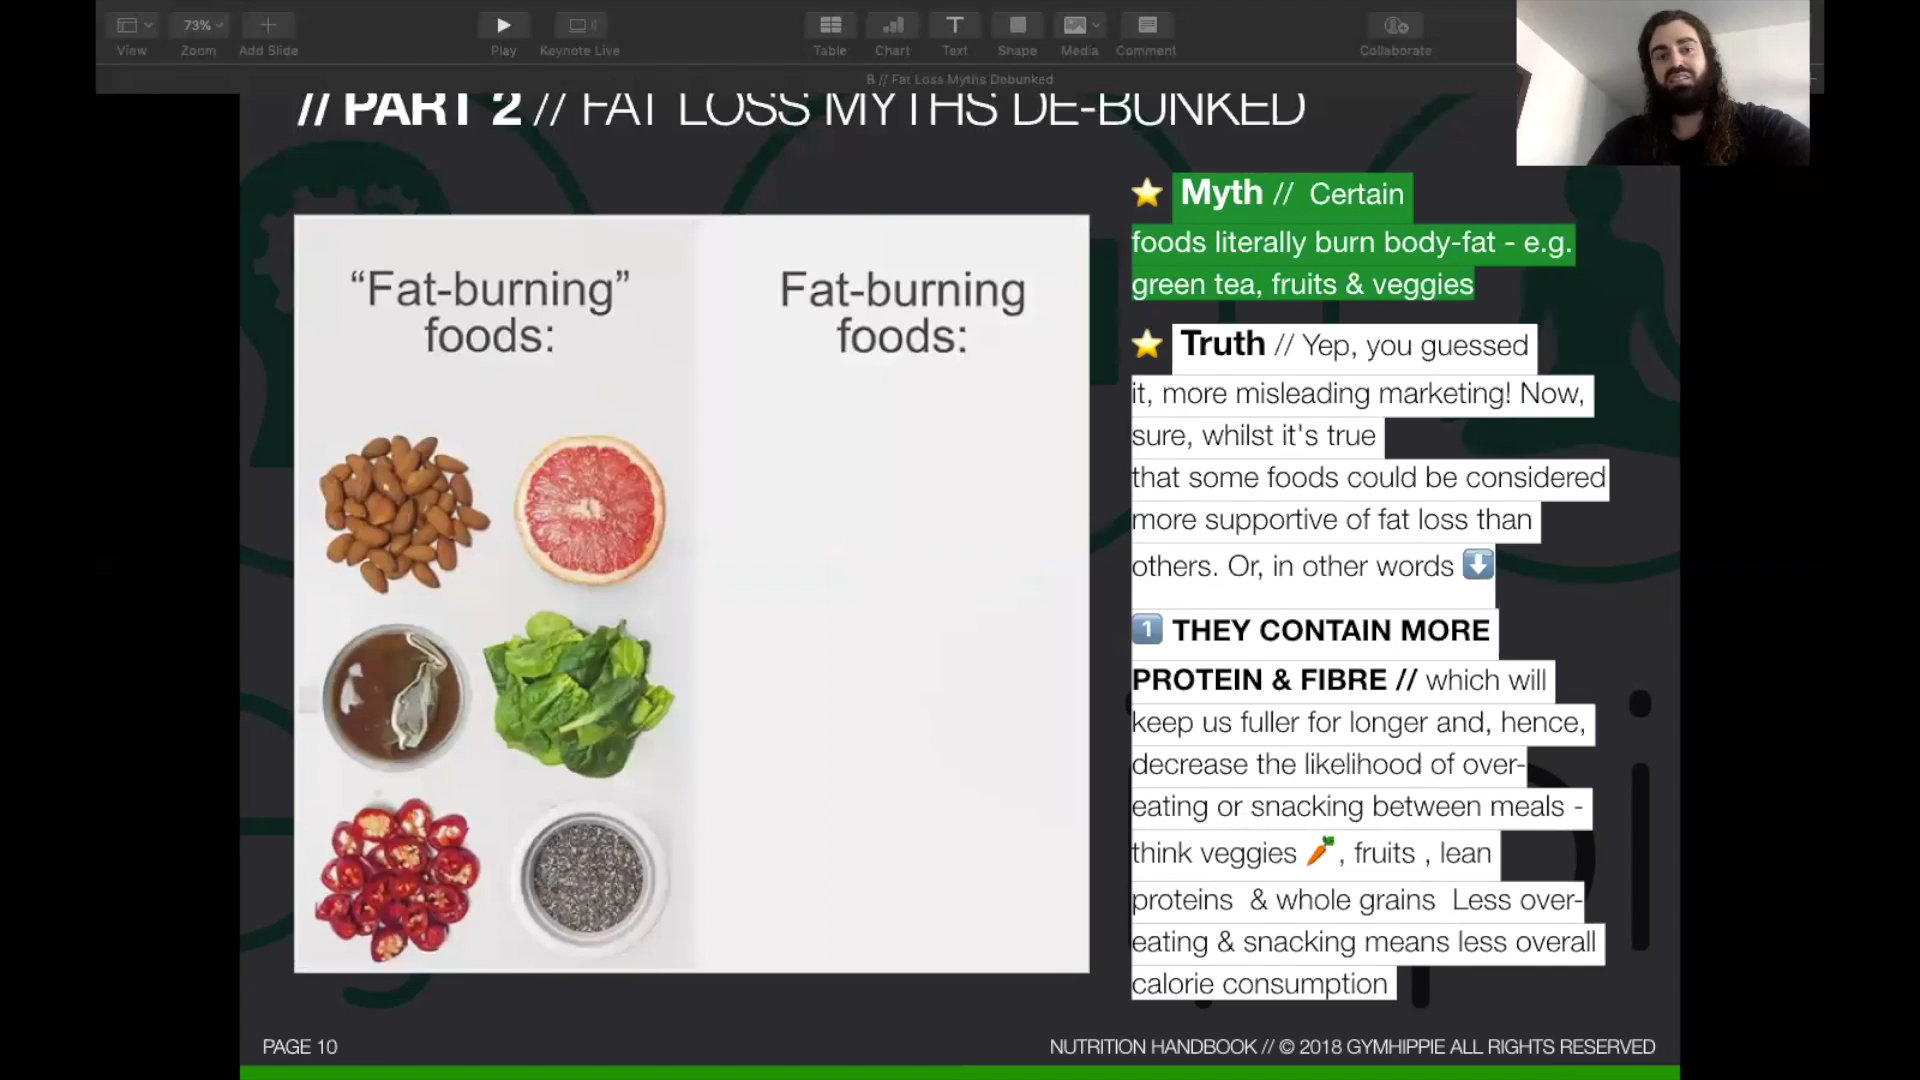 73%
View
Zoom
Add Slide
Play
Keynote Live
Table
Chart
Text
Shape
Media
Comment
Collaborate
B // Fat Loss Myths Debunked
// PART 2 // FAT LOSS MYTHS DE-BUNKED
“Fat-burning”
foods:
Fat-burning
foods:
Myth // Certain
foods literally burn body-fat - e.g.
green tea, fruits & veggies
Truth // Yep, you guessed
it, more misleading marketing! Now,
sure, whilst it's true
that some foods could be considered
more supportive of fat loss than
others. Or, in other words
1 THEY CONTAIN MORE
PROTEIN & FIBRE // which will
keep us fuller for longer and, hence,
decrease the likelihood of over-
eating or snacking between meals -
think veggies 🥕, fruits , lean
proteins & whole grains Less over-
eating & snacking means less overall
calorie consumption
PAGE 10
NUTRITION HANDBOOK // © 2018 GYMHIPPIE ALL RIGHTS RESERVED